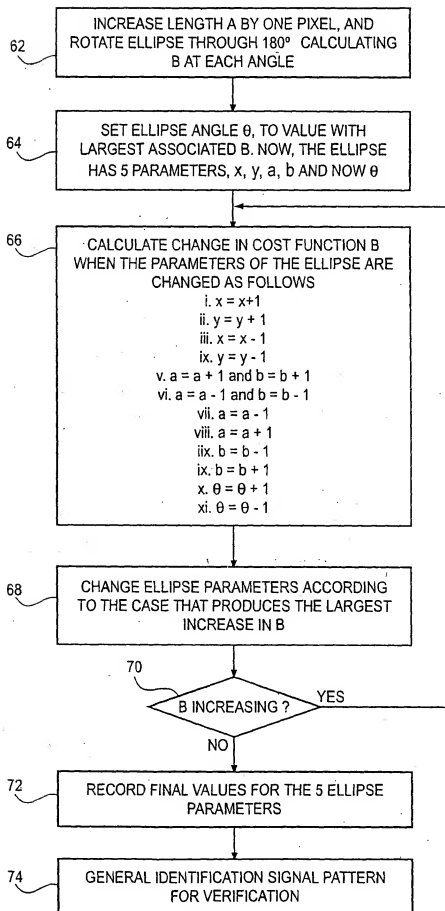 62
INCREASE LENGTH A BY ONE PIXEL, AND
ROTATE ELLIPSE THROUGH 180º CALCULATING
B AT EACH ANGLE
64
SET ELLIPSE ANGLE θ, TO VALUE WITH
LARGEST ASSOCIATED B. NOW, THE ELLIPSE
HAS 5 PARAMETERS, x, y, a, b AND NOW θ
66
CALCULATE CHANGE IN COST FUNCTION B
WHEN THE PARAMETERS OF THE ELLIPSE ARE
CHANGED AS FOLLOWS
i. x = x+1
ii. y = y + 1
iii. x = x - 1
ix. y = y - 1
v. a = a + 1 and b = b + 1
vi. a = a - 1 and b = b - 1
vii. a = a - 1
viii. a = a + 1
iix. b = b - 1
ix. b = b + 1
x. θ = θ + 1
xi. θ = θ - 1
68
CHANGE ELLIPSE PARAMETERS ACCORDING
TO THE CASE THAT PRODUCES THE LARGEST
INCREASE IN B
70
B INCREASING ?
YES
NO
72
RECORD FINAL VALUES FOR THE 5 ELLIPSE
PARAMETERS
74
GENERAL IDENTIFICATION SIGNAL PATTERN
FOR VERIFICATION